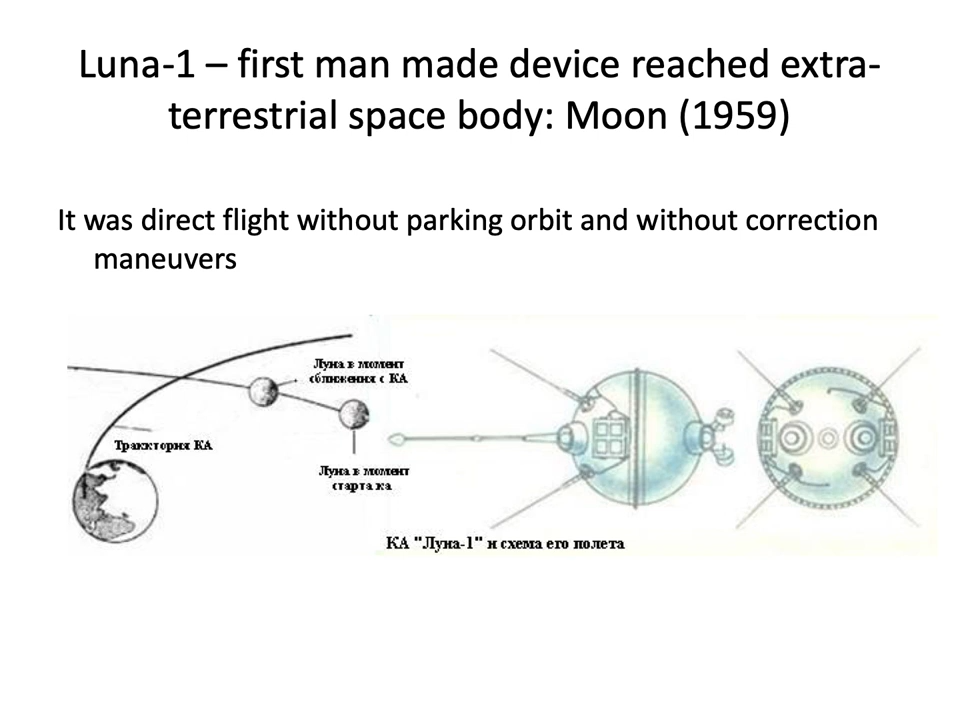 Luna-1 – first man made device reached extra-
terrestrial space body: Moon (1959)
It was direct flight without parking orbit and without correction
maneuvers
Луна в момент
сближения с КА
Траектория КА
Луна в момент
старта ка
КА "Луна-1" и схема его полета